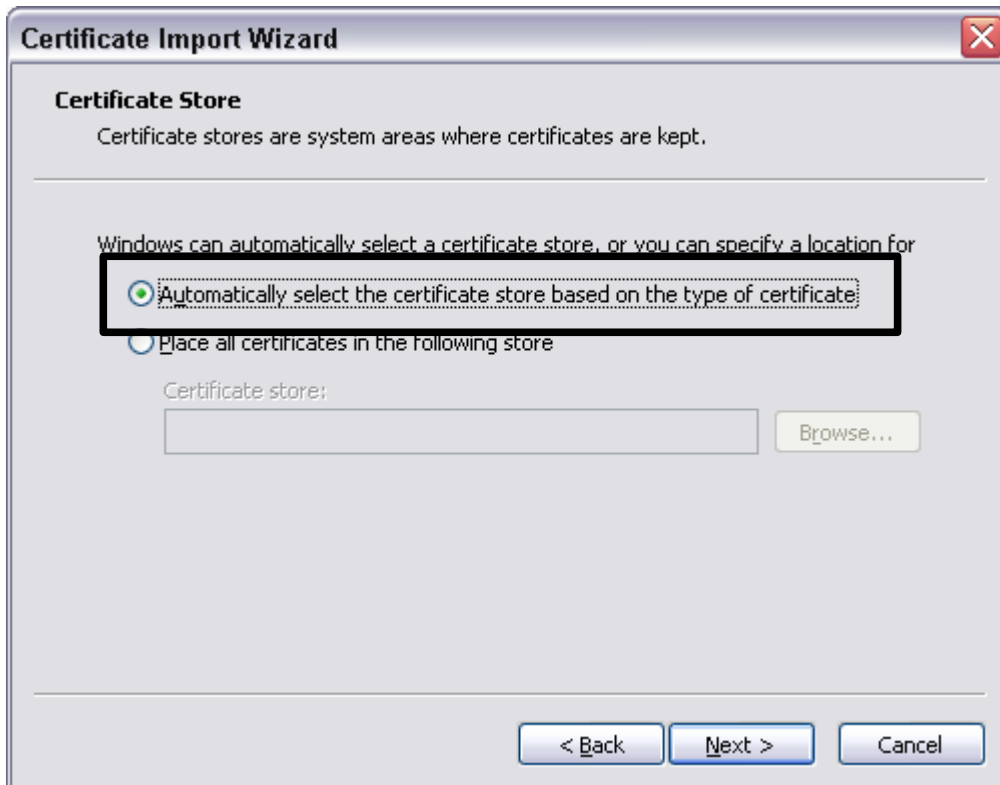 Certificate Import Wizard
Certificate Store
Certificate stores are system areas where certificates are kept.
Windows can automatically select a certificate store, or you can specify a location for
Automatically select the certificate store based on the type of certificate
Place all certificates in the following store
Certificate store:
Browse...
< Back
Next >
Cancel